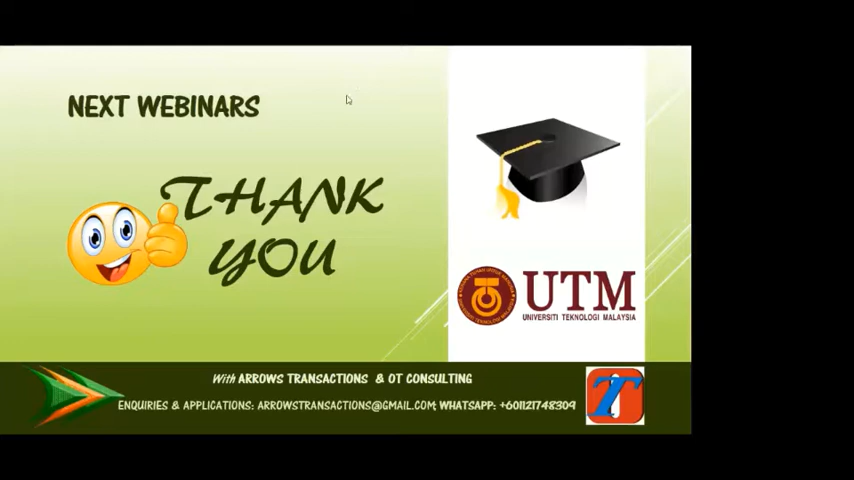 NEXT WEBINARS
THANK
YOU
UTM
UNIVERSITI TEKNOLOGI MALAYSIA
With ARROWS TRANSACTIONS & OT CONSULTING
ENQUIRIES & APPLICATIONS: ARROWSTRANSACTIONS@GMAIL.COM; WHATSAPP: +601121748309
T